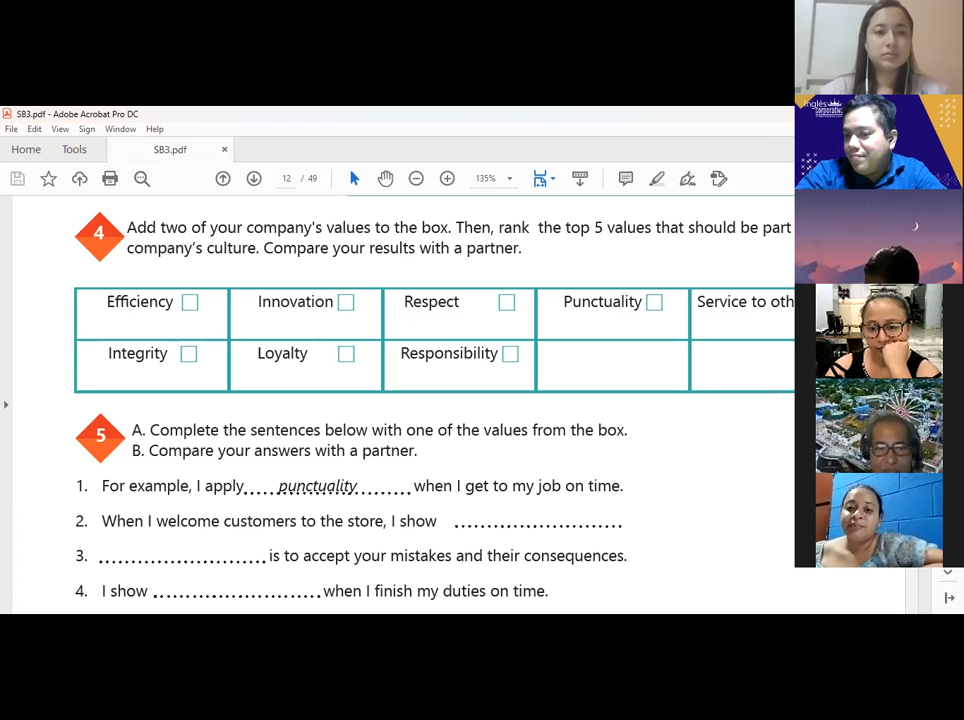 SB3.pdf - Adobe Acrobat Pro DC
File Edit View Sign Window Help
Home Tools SB3.pdf ×
12 / 49 135%
4 Add two of your company's values to the box. Then, rank the top 5 values that should be part
company's culture. Compare your results with a partner.
Efficiency Innovation Respect Punctuality Service to oth
Integrity Loyalty Responsibility
5 A. Complete the sentences below with one of the values from the box.
B. Compare your answers with a partner.
1. For example, I apply.....punctuality........when I get to my job on time.
2. When I welcome customers to the store, I show ..........................
3. ..........................is to accept your mistakes and their consequences.
4. I show ..........................when I finish my duties on time.
Inglés
Corporativo